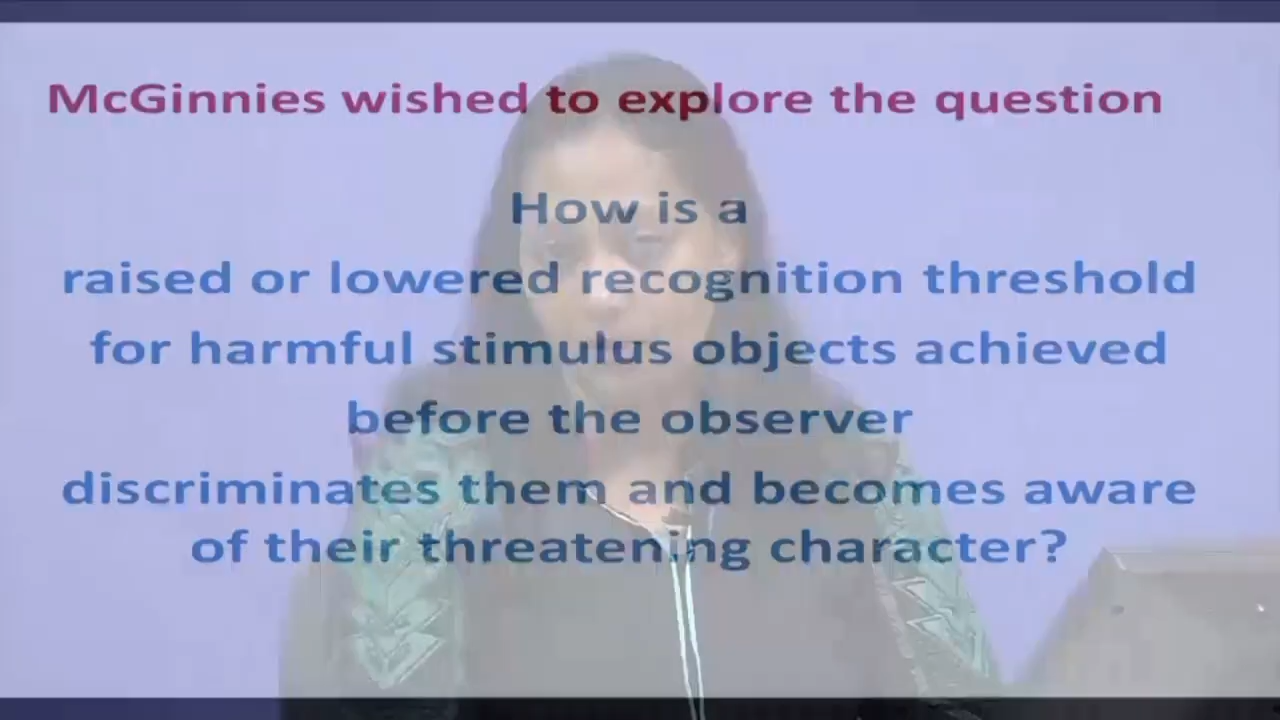 McGinnies wished to explore the question
How is a
raised or lowered recognition threshold
for harmful stimulus objects achieved
before the observer
discriminates them and becomes aware
of their threatening character?